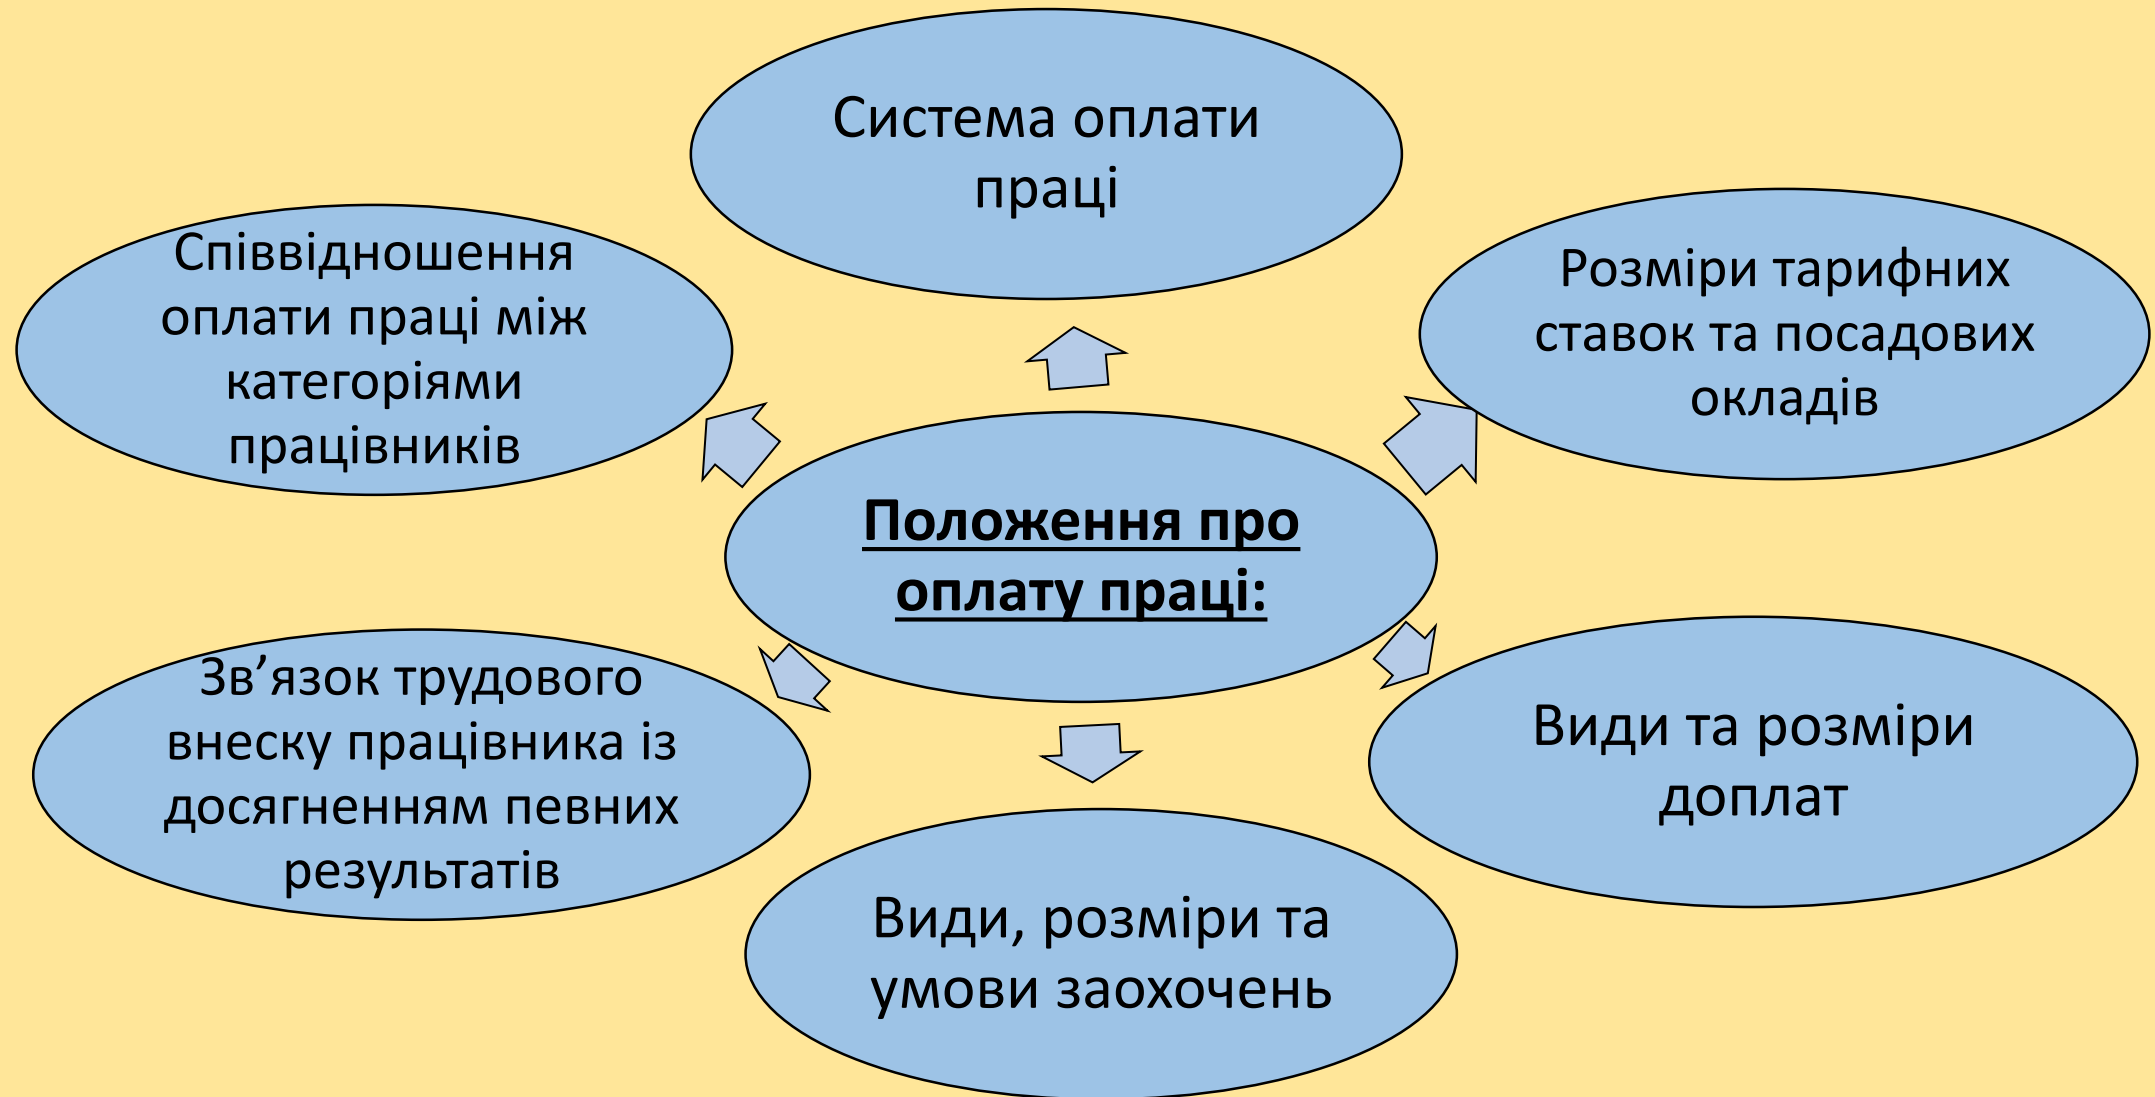 Система оплати
праці
Розміри тарифних
ставок та посадових
окладів
Співвідношення
оплати праці між
категоріями
працівників
Положення про
оплату праці:
Зв’язок трудового
внеску працівника із
досягненням певних
результатів
Види та розміри
доплат
Види, розміри та
умови заохочень